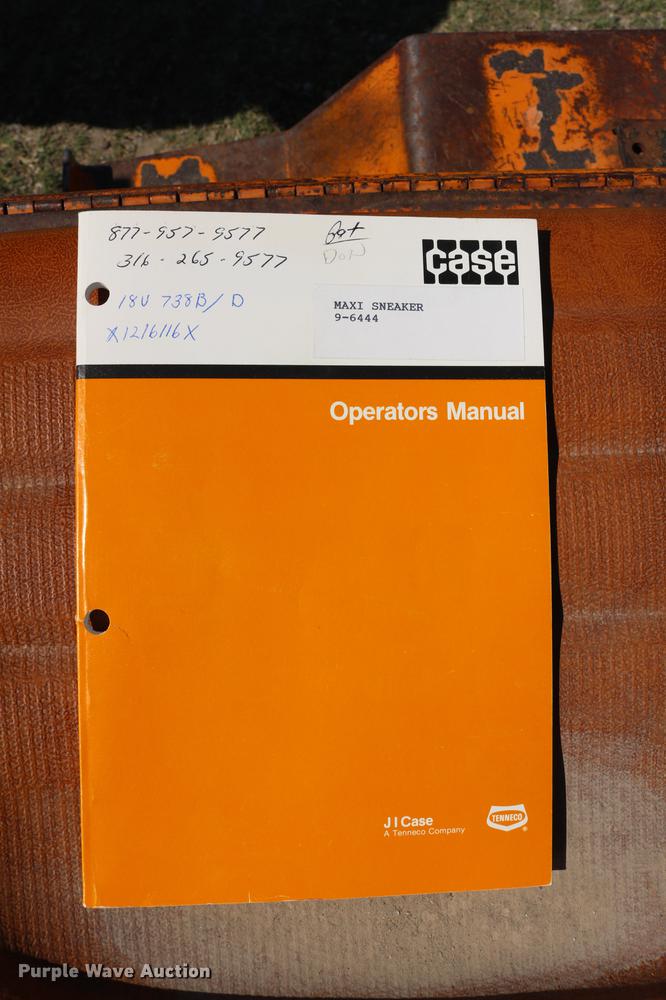 877-957-9577
316-265-9577
DON
case
18V 738B/D
X1216116X
MAXI SNEAKER
9-6444
Operators Manual
J I Case
A Tenneco Company
TENNECO
Purple Wave Auction